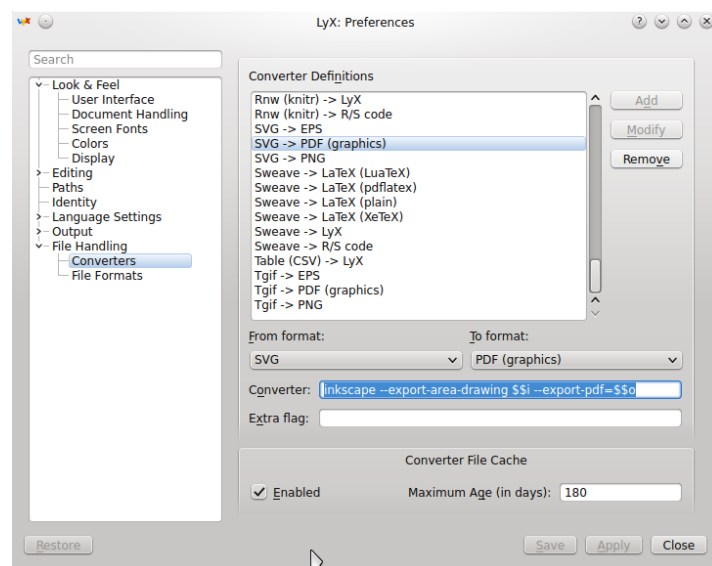 LyX: Preferences
Search
Look & Feel
User Interface
Document Handling
Screen Fonts
Colors
Display
Editing
Paths
Identity
Language Settings
Output
File Handling
Converters
File Formats
Converter Definitions
Rnw (knitr) -> LyX
Rnw (knitr) -> R/S code
SVG -> EPS
SVG -> PDF (graphics)
SVG -> PNG
Sweave -> LaTeX (LuaTeX)
Sweave -> LaTeX (pdflatex)
Sweave -> LaTeX (plain)
Sweave -> LaTeX (XeTeX)
Sweave -> LyX
Sweave -> R/S code
Table (CSV) -> LyX
Tgif -> EPS
Tgif -> PDF (graphics)
Tgif -> PNG
Add
Modify
Remove
From format: To format:
SVG PDF (graphics)
Converter: inkscape --export-area-drawing $$i --export-pdf=$$o
Extra flag:
Converter File Cache
Enabled Maximum Age (in days): 180
Restore Save Apply Close